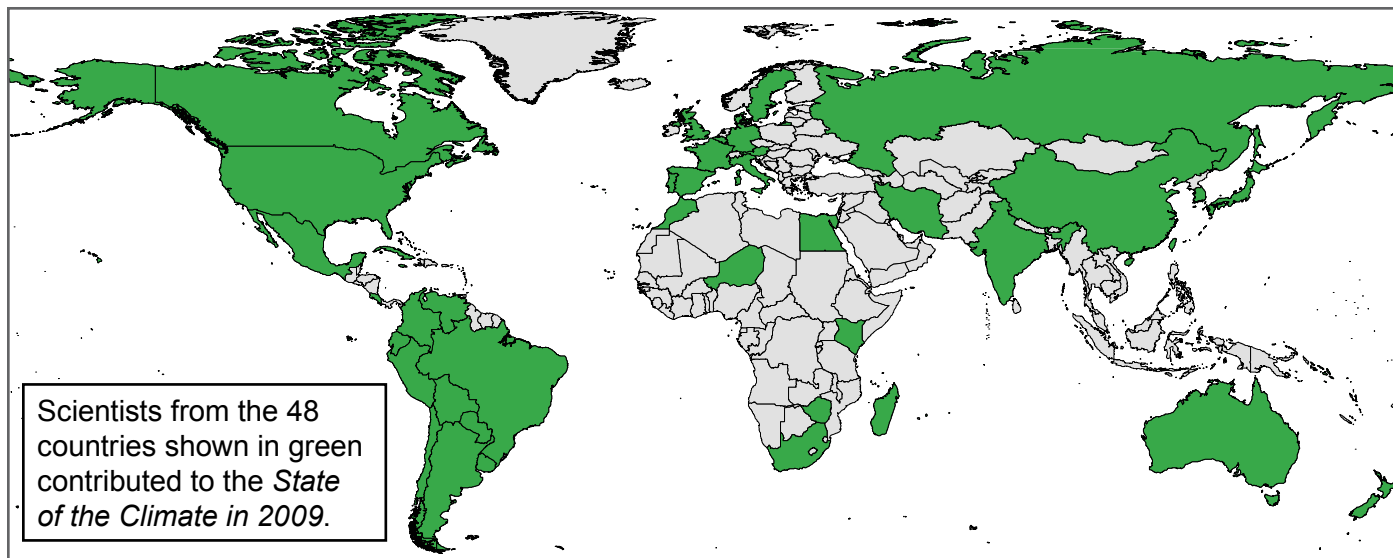 Scientists from the 48
countries shown in green
contributed to the State
of the Climate in 2009.